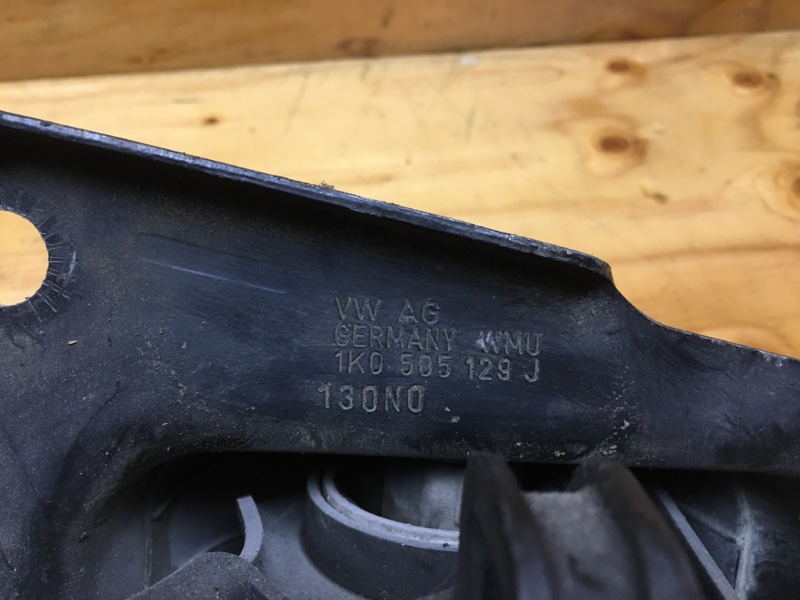 VW AG
GERMANY WMU
1K0 505 129 J
130N0